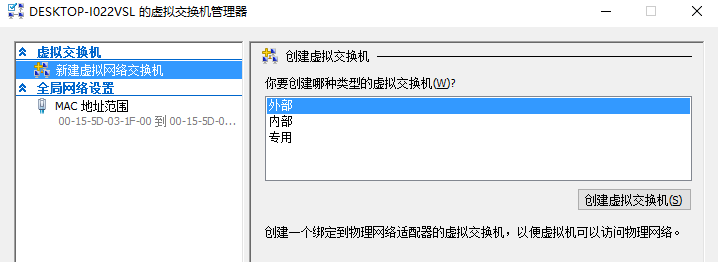 DESKTOP-I022VSL 的虚拟交换机管理器
虚拟交换机
新建虚拟网络交换机
全局网络设置
MAC 地址范围
00-15-5D-03-1F-00 到 00-15-5D-0...
创建虚拟交换机
你要创建哪种类型的虚拟交换机(W)?
外部
内部
专用
创建虚拟交换机(S)
创建一个绑定到物理网络适配器的虚拟交换机，以便虚拟机可以访问物理网络。